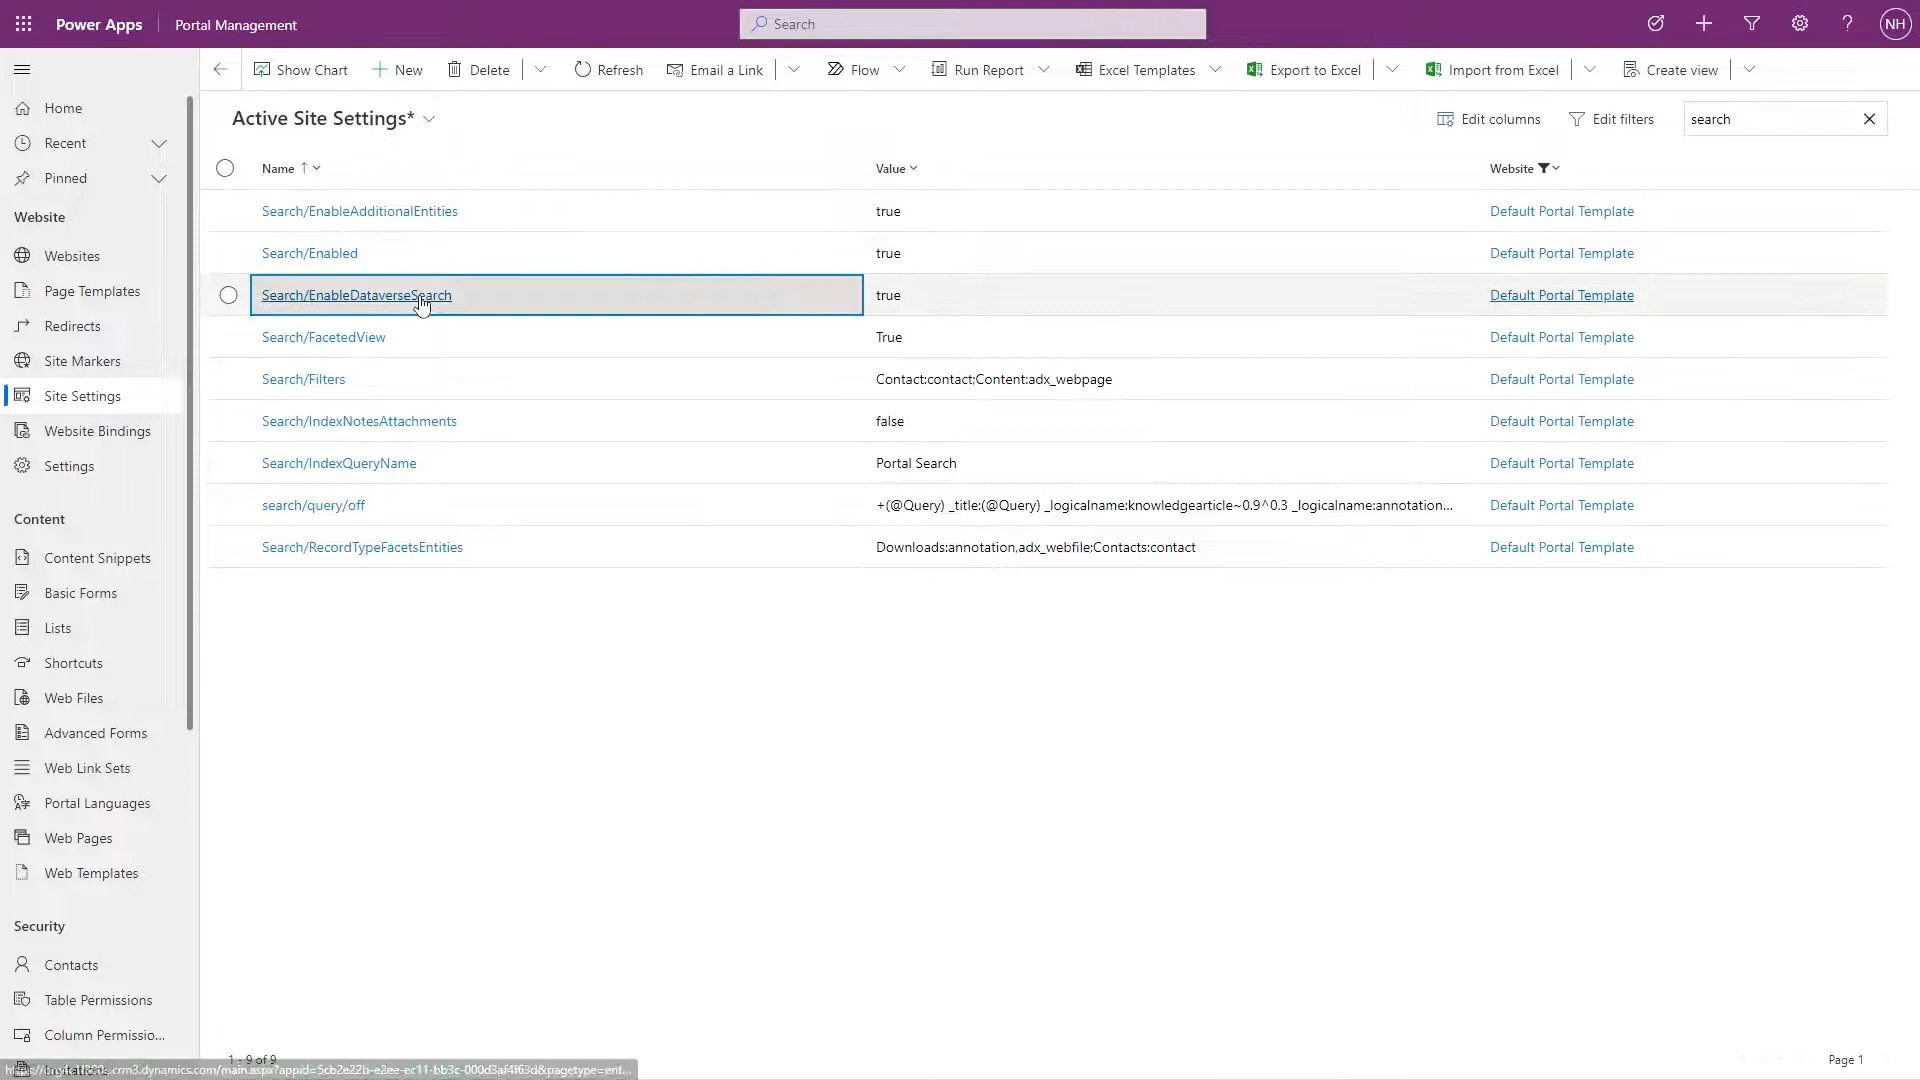 Power Apps
Portal Management
Search
NH
Show Chart
New
Delete
Refresh
Email a Link
Flow
Run Report
Excel Templates
Export to Excel
Import from Excel
Create view
Home
Recent
Pinned
Website
Websites
Page Templates
Redirects
Site Markers
Site Settings
Website Bindings
Settings
Content
Content Snippets
Basic Forms
Lists
Shortcuts
Web Files
Advanced Forms
Web Link Sets
Portal Languages
Web Pages
Web Templates
Security
Contacts
Table Permissions
Column Permissio...
Active Site Settings*
Edit columns
Edit filters
search
Name
Value
Website
Search/EnableAdditionalEntities true Default Portal Template
Search/Enabled true Default Portal Template
Search/EnableDataverseSearch true Default Portal Template
Search/FacetedView True Default Portal Template
Search/Filters Contact:contact;Content:adx_webpage Default Portal Template
Search/IndexNotesAttachments false Default Portal Template
Search/IndexQueryName Portal Search Default Portal Template
search/query/off +(@Query) _title:(@Query) _logicalname:knowledgearticle~0.9^0.3 _logicalname:annotation... Default Portal Template
Search/RecordTypeFacetsEntities Downloads:annotation,adx_webfile;Contacts:contact Default Portal Template
1 - 9 of 9
Page 1